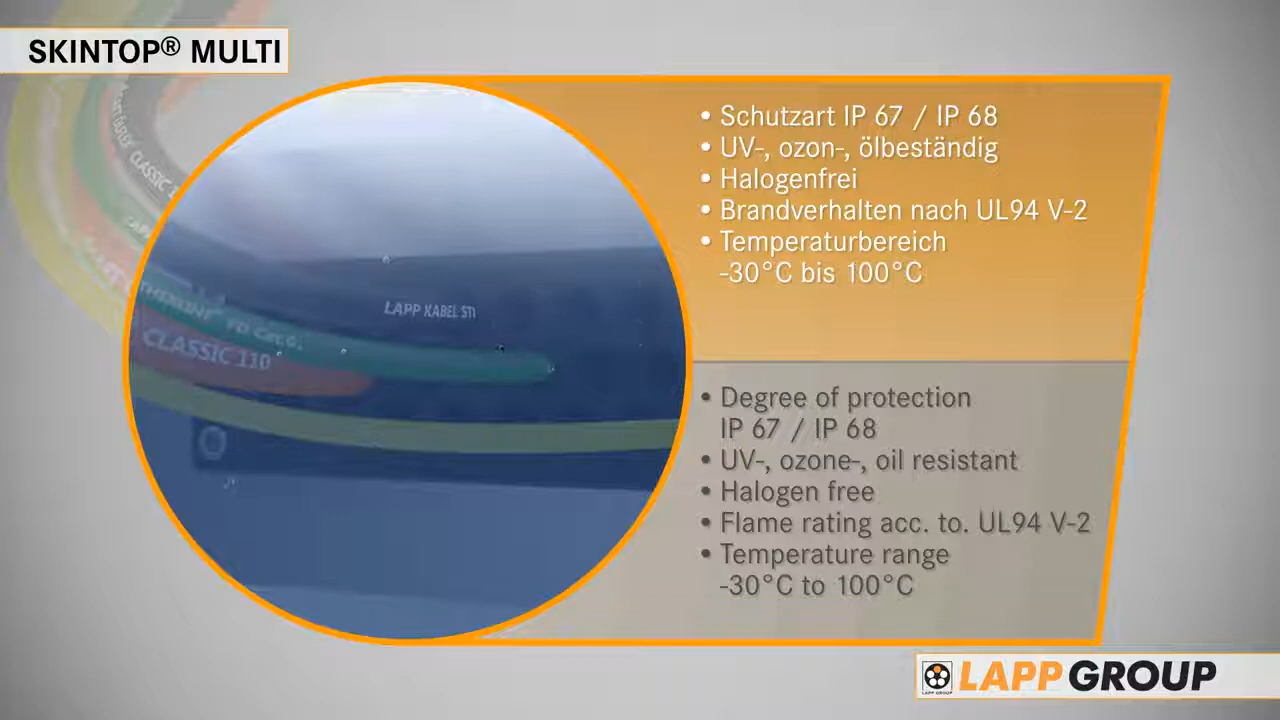 SKINTOP® MULTI
• Schutzart IP 67 / IP 68
• UV-, ozon-, ölbeständig
• Halogenfrei
• Brandverhalten nach UL94 V-2
• Temperaturbereich
-30°C bis 100°C
CLASSIC
LAPP KABEL
CLASSIC 110
• Degree of protection
IP 67 / IP 68
• UV-, ozone-, oil resistant
• Halogen free
• Flame rating acc. to. UL94 V-2
• Temperature range
-30°C to 100°C
LAPP GROUP